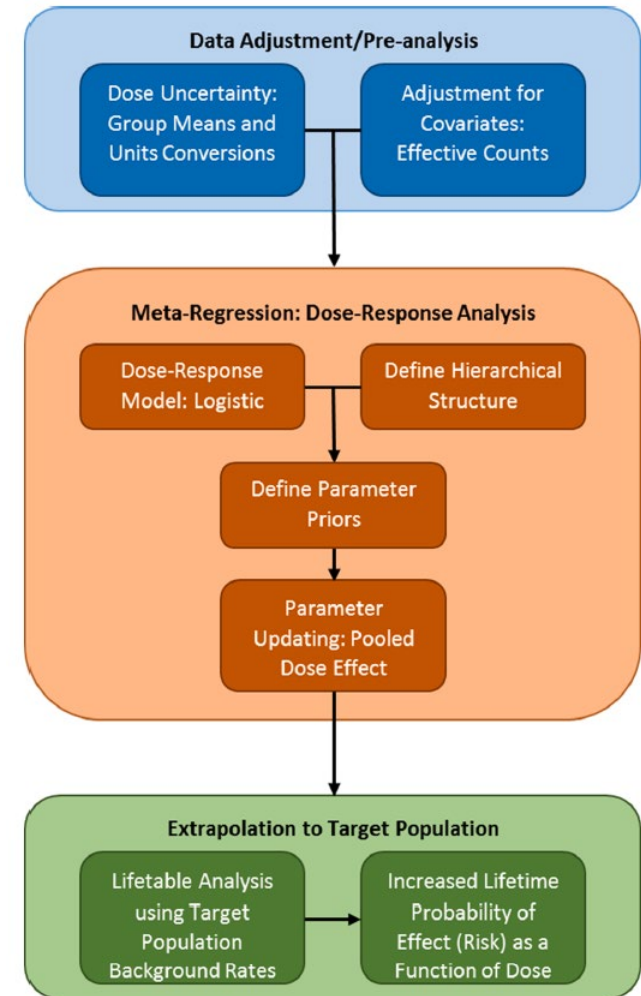 Data Adjustment/Pre-analysis
Dose Uncertainty:
Group Means and
Units Conversions
Adjustment for
Covariates:
Effective Counts
Meta-Regression: Dose-Response Analysis
Dose-Response
Model: Logistic
Define Hierarchical
Structure
Define Parameter
Priors
Parameter
Updating: Pooled
Dose Effect
Extrapolation to Target Population
Lifetable Analysis
using Target
Population
Background Rates
Increased Lifetime
Probability of
Effect (Risk) as a
Function of Dose